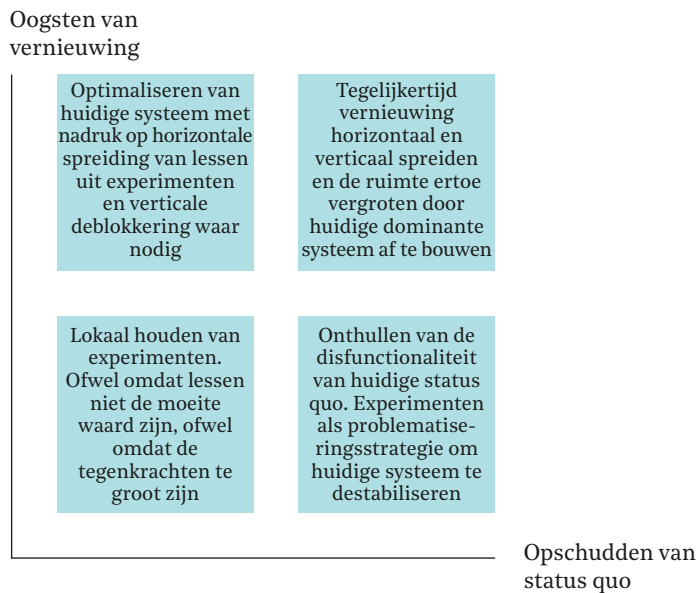 Oogsten van
vernieuwing
Optimaliseren van
huidige systeem met
nadruk op horizontale
spreiding van lessen
uit experimenten
en verticale
deblokkering waar
nodig
Tegelijkertijd
vernieuwing
horizontaal en
verticaal spreiden
en de ruimte ertoe
vergroten door
huidige dominante
systeem af te bouwen
Lokaal houden van
experimenten.
Ofwel omdat lessen
niet de moeite
waard zijn, ofwel
omdat de
tegenkrachten te
groot zijn
Onthullen van de
disfunctionaliteit
van huidige status
quo. Experimenten
als problematise-
ringsstrategie om
huidige systeem te
destabiliseren
Opschudden van
status quo